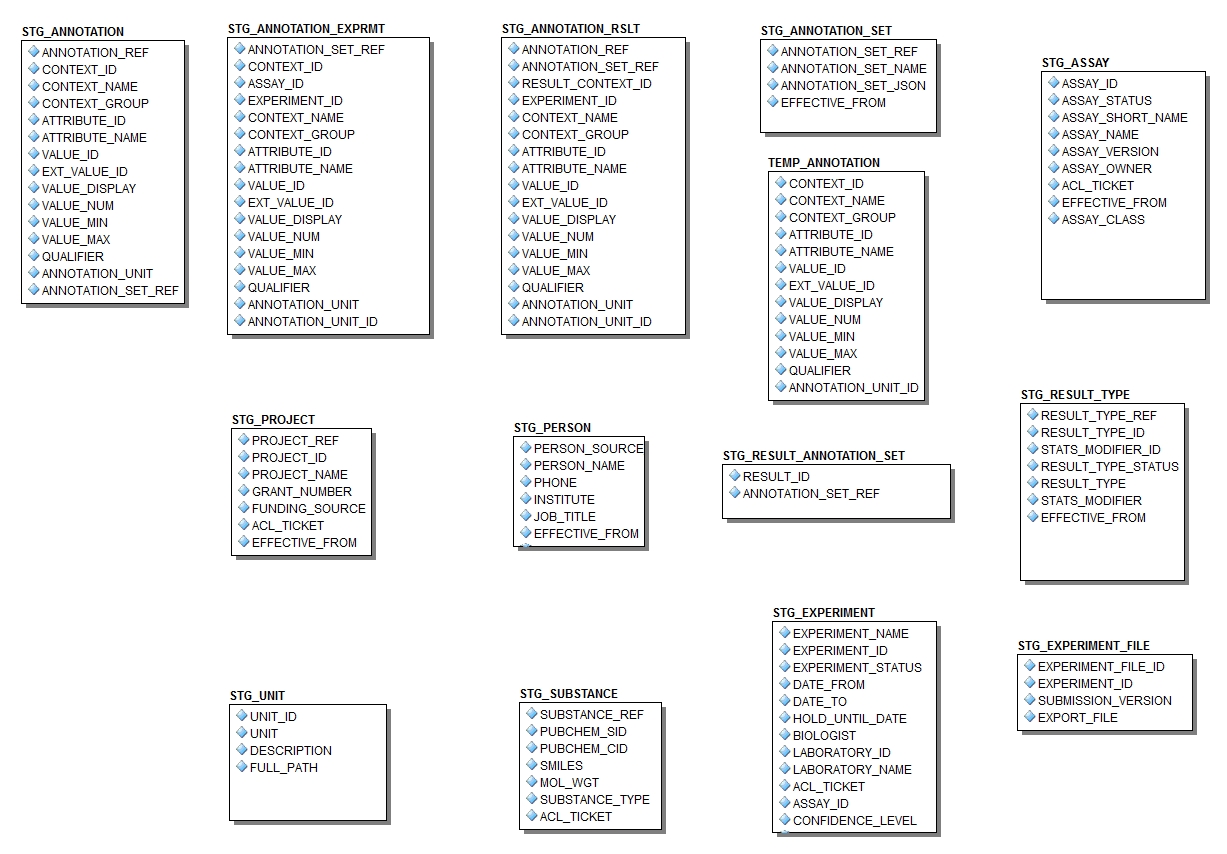 STG_ANNOTATION
ANNOTATION_REF
CONTEXT_ID
CONTEXT_NAME
CONTEXT_GROUP
ATTRIBUTE_ID
ATTRIBUTE_NAME
VALUE_ID
EXT_VALUE_ID
VALUE_DISPLAY
VALUE_NUM
VALUE_MIN
VALUE_MAX
QUALIFIER
ANNOTATION_UNIT
ANNOTATION_SET_REF
STG_ANNOTATION_EXPRMT
ANNOTATION_SET_REF
CONTEXT_ID
ASSAY_ID
EXPERIMENT_ID
CONTEXT_NAME
CONTEXT_GROUP
ATTRIBUTE_ID
ATTRIBUTE_NAME
VALUE_ID
EXT_VALUE_ID
VALUE_DISPLAY
VALUE_NUM
VALUE_MIN
VALUE_MAX
QUALIFIER
ANNOTATION_UNIT
ANNOTATION_UNIT_ID
STG_ANNOTATION_RSLT
ANNOTATION_REF
ANNOTATION_SET_REF
RESULT_CONTEXT_ID
EXPERIMENT_ID
CONTEXT_NAME
CONTEXT_GROUP
ATTRIBUTE_ID
ATTRIBUTE_NAME
VALUE_ID
EXT_VALUE_ID
VALUE_DISPLAY
VALUE_NUM
VALUE_MIN
VALUE_MAX
QUALIFIER
ANNOTATION_UNIT
ANNOTATION_UNIT_ID
STG_ANNOTATION_SET
ANNOTATION_SET_REF
ANNOTATION_SET_NAME
ANNOTATION_SET_JSON
EFFECTIVE_FROM
TEMP_ANNOTATION
CONTEXT_ID
CONTEXT_NAME
CONTEXT_GROUP
ATTRIBUTE_ID
ATTRIBUTE_NAME
VALUE_ID
EXT_VALUE_ID
VALUE_DISPLAY
VALUE_NUM
VALUE_MIN
VALUE_MAX
QUALIFIER
ANNOTATION_UNIT_ID
STG_ASSAY
ASSAY_ID
ASSAY_STATUS
ASSAY_SHORT_NAME
ASSAY_NAME
ASSAY_VERSION
ASSAY_OWNER
ACL_TICKET
EFFECTIVE_FROM
ASSAY_CLASS
STG_PROJECT
PROJECT_REF
PROJECT_ID
PROJECT_NAME
GRANT_NUMBER
FUNDING_SOURCE
ACL_TICKET
EFFECTIVE_FROM
STG_PERSON
PERSON_SOURCE
PERSON_NAME
PHONE
INSTITUTE
JOB_TITLE
EFFECTIVE_FROM
STG_RESULT_ANNOTATION_SET
RESULT_ID
ANNOTATION_SET_REF
STG_RESULT_TYPE
RESULT_TYPE_REF
RESULT_TYPE_ID
STATS_MODIFIER_ID
RESULT_TYPE_STATUS
RESULT_TYPE
STATS_MODIFIER
EFFECTIVE_FROM
STG_UNIT
UNIT_ID
UNIT
DESCRIPTION
FULL_PATH
STG_SUBSTANCE
SUBSTANCE_REF
PUBCHEM_SID
PUBCHEM_CID
SMILES
MOL_WGT
SUBSTANCE_TYPE
ACL_TICKET
STG_EXPERIMENT
EXPERIMENT_NAME
EXPERIMENT_ID
EXPERIMENT_STATUS
DATE_FROM
DATE_TO
HOLD_UNTIL_DATE
BIOLOGIST
LABORATORY_ID
LABORATORY_NAME
ACL_TICKET
ASSAY_ID
CONFIDENCE_LEVEL
STG_EXPERIMENT_FILE
EXPERIMENT_FILE_ID
EXPERIMENT_ID
SUBMISSION_VERSION
EXPORT_FILE